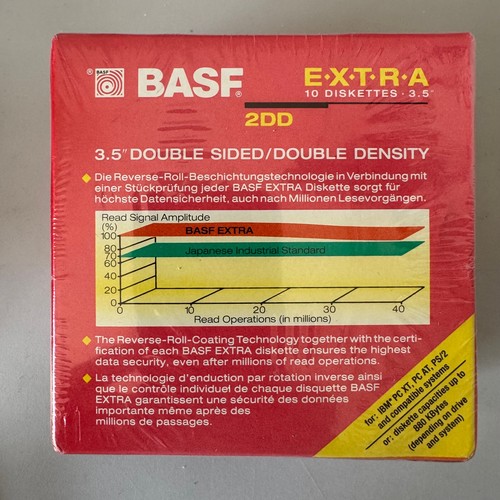 ® BASF®
E·X·T·R·A
10 DISKETTES · 3.5"
2DD
3.5" DOUBLE SIDED/DOUBLE DENSITY
Die Reverse-Roll-Beschichtungstechnologie in Verbindung mit
einer Stückprüfung jeder BASF EXTRA Diskette sorgt für
höchste Datensicherheit, auch nach Millionen Lesevorgängen.
Read Signal Amplitude
(%)
100
80
70
60
40
20
0
BASF EXTRA
Japanese Industrial Standard
0 10 20 30 40
Read Operations (in millions)
The Reverse-Roll-Coating Technology together with the certi-
fication of each BASF EXTRA diskette ensures the highest
data security, even after millions of read operations.
La technologie d'enduction par rotation inverse ainsi
que le contrôle individuel de chaque disquette BASF
EXTRA garantissent une sécurité des données
importante même après des
millions de passages.
for: IBM® PC XT, PC AT, PS/2
and compatible systems
or: diskette capacities up to
880 KBytes
(depending on drive
and system)